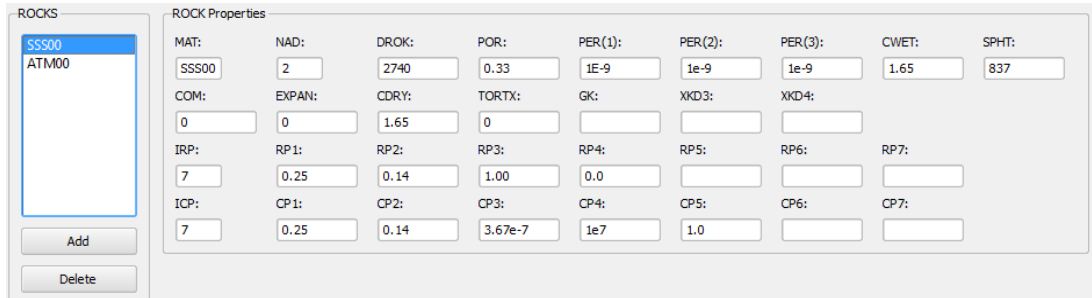 ROCKS
SSS00
ATM00
Add
Delete
ROCK Properties
MAT: NAD: DROK: POR: PER(1): PER(2): PER(3): CWET: SPHT:
SSS00 2 2740 0.33 1E-9 1e-9 1e-9 1.65 837
COM: EXPAN: CDRY: TORTX: GK: XKD3: XKD4:
0 0 1.65 0
IRP: RP1: RP2: RP3: RP4: RP5: RP6: RP7:
7 0.25 0.14 1.00 0.0
ICP: CP1: CP2: CP3: CP4: CP5: CP6: CP7:
7 0.25 0.14 3.67e-7 1e7 1.0